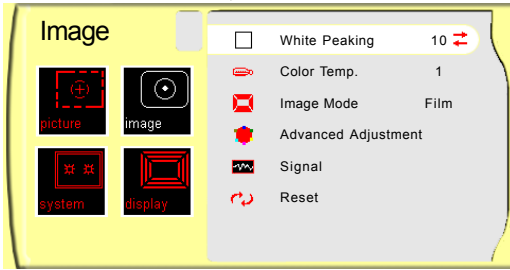 Image
picture
image
system
display
White Peaking 10
Color Temp. 1
Image Mode Film
Advanced Adjustment
Signal
Reset